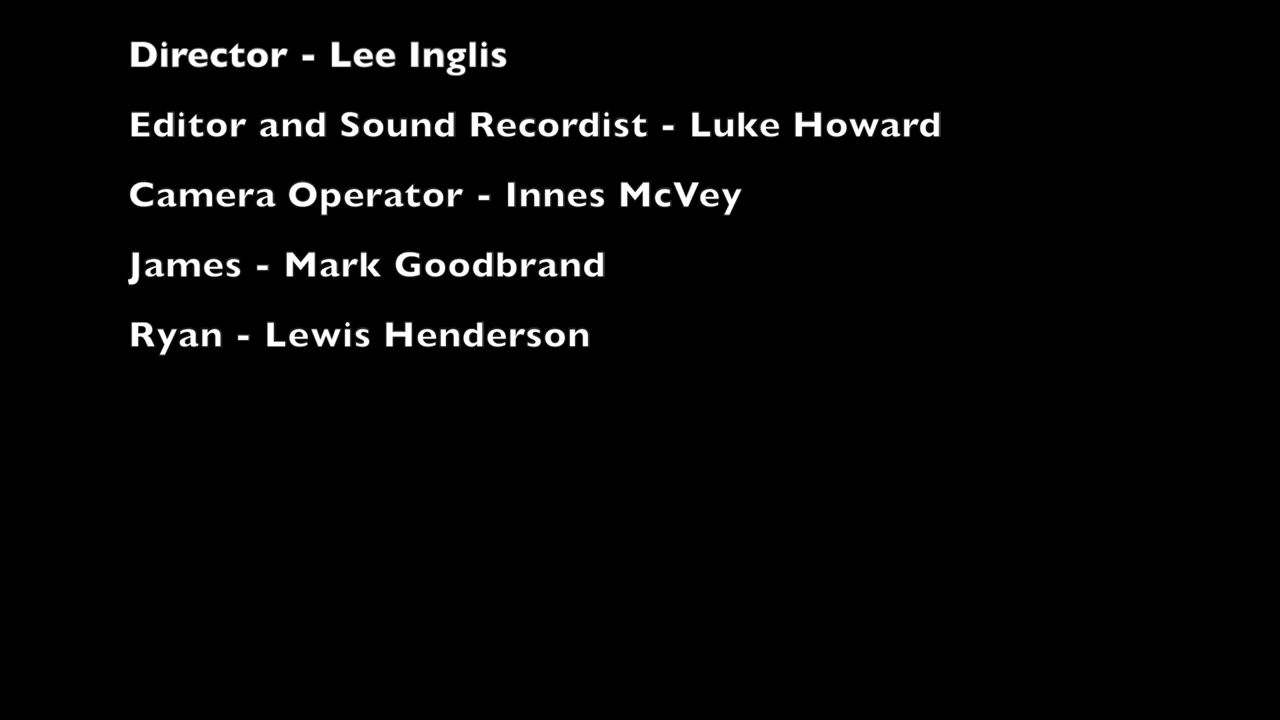 Director - Lee Inglis
Editor and Sound Recordist - Luke Howard
Camera Operator - Innes McVey
James - Mark Goodbrand
Ryan - Lewis Henderson